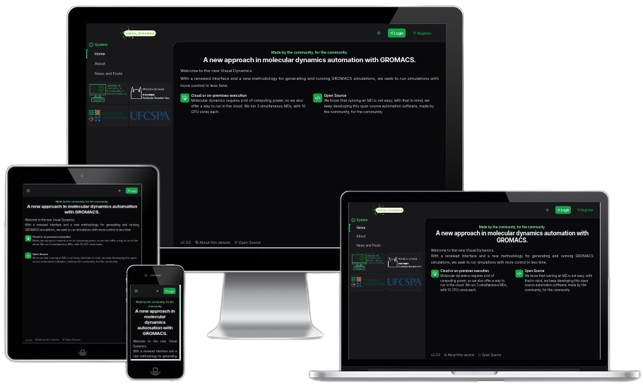 VISUAL DYNAMICS
Login
Register
System
Home
About
News and Posts
UFCSPA
Made by the community, for the community.
A new approach in molecular dynamics automation with GROMACS.
Welcome to the new Visual Dynamics.
With a renewed interface and a new methodology for generating and running GROMACS simulations, we seek to run simulations with
more control in less time.
Cloud or on-premises execution
Molecular dynamics requires a lot of computing power, so we also
offer a way to run in the cloud. We run 3 simultaneous MDs, with 10
CPU cores each.
Open Source
We know that running an MD is not easy, with that in mind, we
keep developing this open source automation software, made by
the community, for the community.
About this version
Open Source
Made by the community, for the community.
A new approach in molecular dynamics automation
with GROMACS.
Welcome to the new Visual Dynamics.
With a renewed interface and a new methodology for generating and running
GROMACS simulations, we seek to run simulations with more control in less time.
Cloud or on-premises execution
Open Source
About this version
Open Source
Made by the community, for the
community.
A new approach in
molecular
dynamics
automation with
GROMACS.
Welcome to the new Visual
Dynamics.
With a renewed interface and a
new methodology for generating
Login
Register
System
Home
About
News and Posts
UFCSPA
Made by the community, for the community.
A new approach in molecular dynamics automation with
GROMACS.
Welcome to the new Visual Dynamics.
With a renewed interface and a new methodology for generating and running GROMACS
simulations, we seek to run simulations with more control in less time.
Cloud or on-premises execution
Molecular dynamics requires a lot of
computing power, so we also offer a way to
run in the cloud. We run 3 simultaneous MDs,
with 10 CPU cores each.
Open Source
We know that running an MD is not easy, with
that in mind, we keep developing this open
source automation software, made by the
community, for the community.
About this version
Open Source